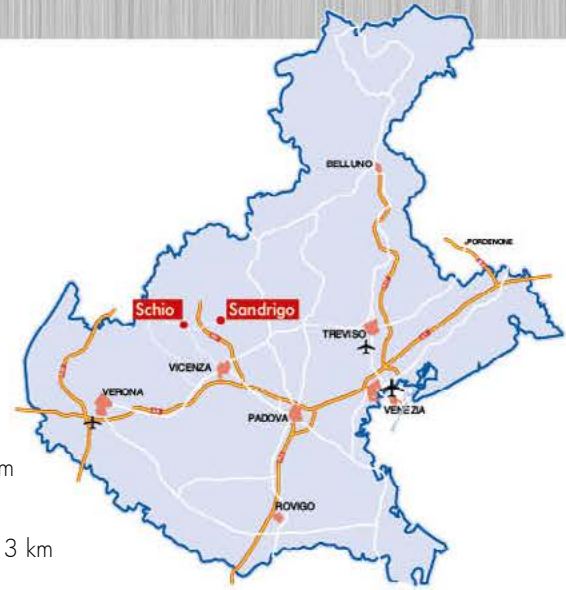 BELLUNO
PORDENONE
Schio
Sandrigo
TREVISO
VICENZA
VERONA
VENEZIA
PADOVA
m
ROVIGO
3 km